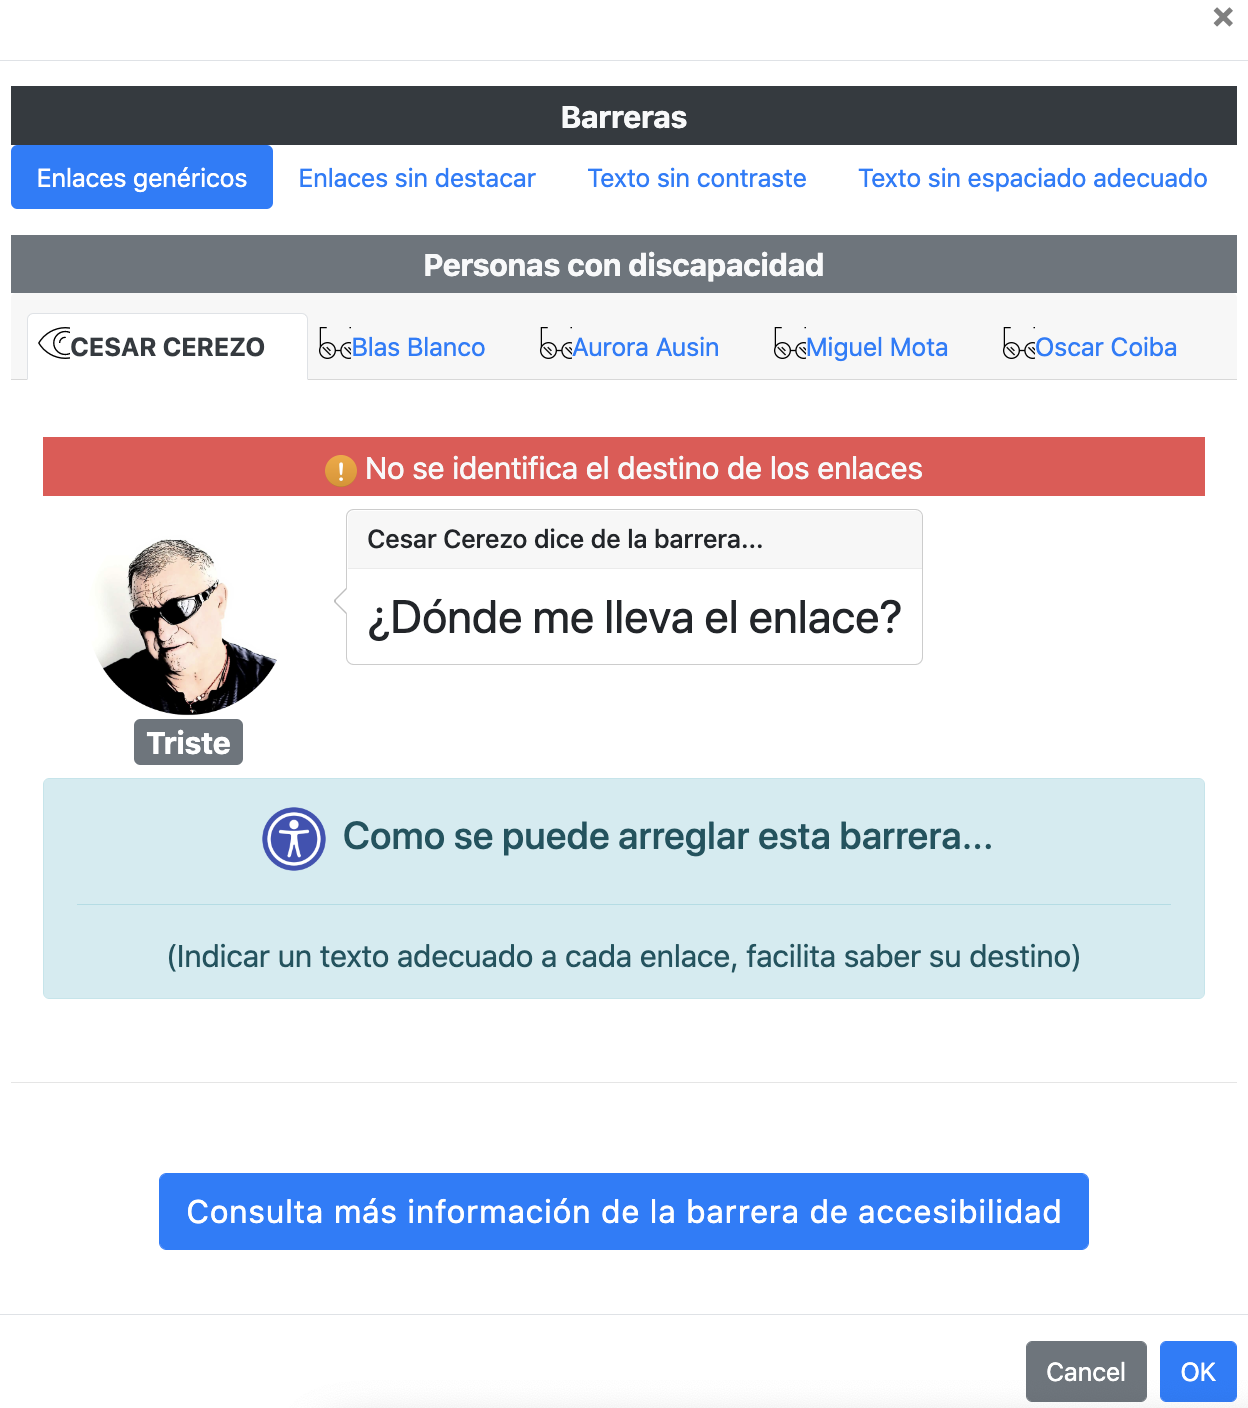 Barreras
Enlaces genéricos Enlaces sin destacar Texto sin contraste Texto sin espaciado adecuado
Personas con discapacidad
CESAR CEREZO Blas Blanco Aurora Ausin Miguel Mota Oscar Coiba
No se identifica el destino de los enlaces
Cesar Cerezo dice de la barrera...
¿Dónde me lleva el enlace?
Triste
Como se puede arreglar esta barrera...
(Indicar un texto adecuado a cada enlace, facilita saber su destino)
Consulta más información de la barrera de accesibilidad
Cancel OK